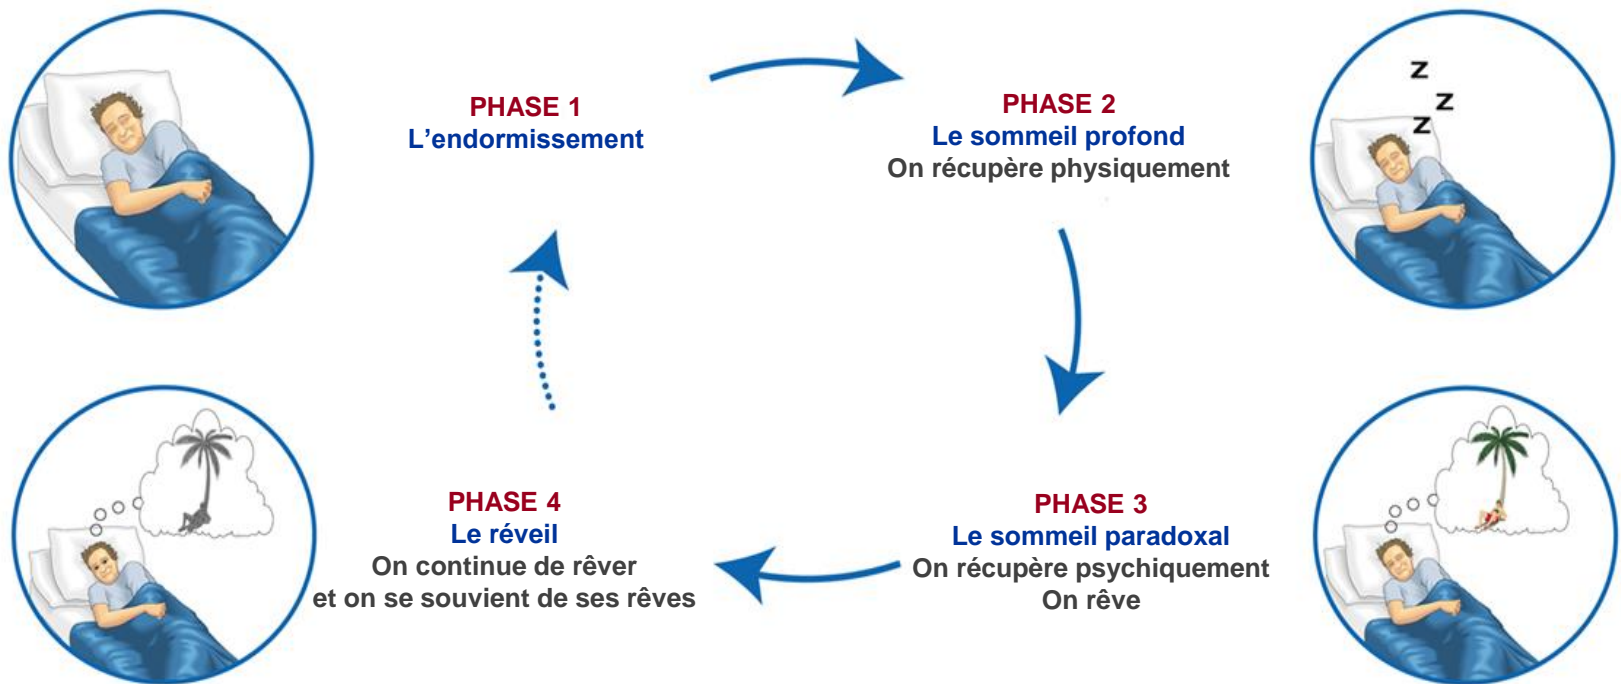 PHASE 1
L’endormissement
PHASE 2
Le sommeil profond
On récupère physiquement
z
z
z
PHASE 3
Le sommeil paradoxal
On récupère psychiquement
On rêve
PHASE 4
Le réveil
On continue de rêver
et on se souvient de ses rêves